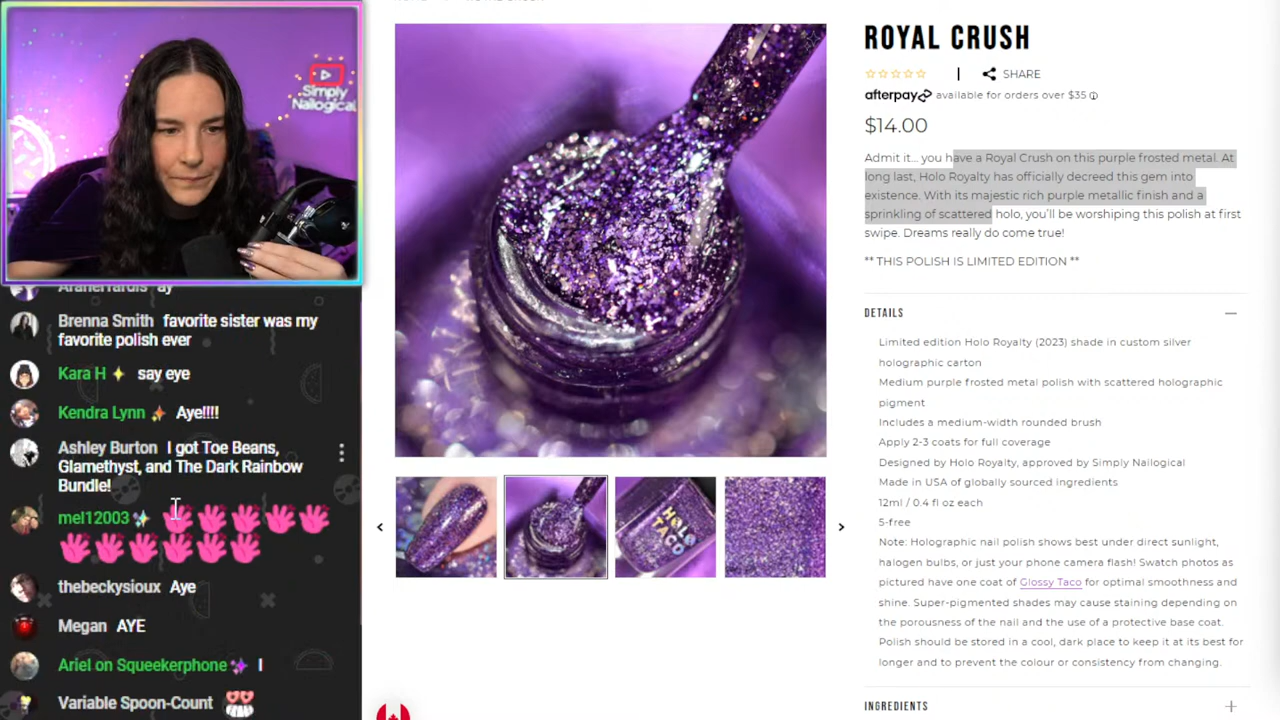 Simply
Nailogical
ay
Brenna Smith favorite sister was my
favorite polish ever
Kara H say eye
Kendra Lynn Aye!!!!
Ashley Burton I got Toe Beans,
Glamethyst, and The Dark Rainbow
Bundle!
mel12003
thebeckysioux Aye
Megan AYE
Ariel on Squeekerphone I
Variable Spoon-Count
HOLO
TACO
ROYAL CRUSH
SHARE
afterpay available for orders over $35
$14.00
Admit it... you have a Royal Crush on this purple frosted metal. At
long last, Holo Royalty has officially decreed this gem into
existence. With its majestic rich purple metallic finish and a
sprinkling of scattered holo, you'll be worshiping this polish at first
swipe. Dreams really do come true!
** THIS POLISH IS LIMITED EDITION **
DETAILS
Limited edition Holo Royalty (2023) shade in custom silver
holographic carton
Medium purple frosted metal polish with scattered holographic
pigment
Includes a medium-width rounded brush
Apply 2-3 coats for full coverage
Designed by Holo Royalty, approved by Simply Nailogical
Made in USA of globally sourced ingredients
12ml / 0.4 fl oz each
5-free
Note: Holographic nail polish shows best under direct sunlight,
halogen bulbs, or just your phone camera flash! Swatch photos as
pictured have one coat of Glossy Taco for optimal smoothness and
shine. Super-pigmented shades may cause staining depending on
the porousness of the nail and the use of a protective base coat.
Polish should be stored in a cool, dark place to keep it at its best for
longer and to prevent the colour or consistency from changing.
INGREDIENTS